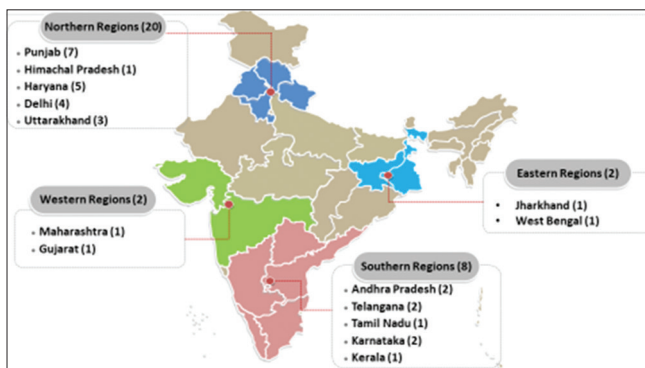 Northern Regions (20)
Punjab (7)
Himachal Pradesh (1)
Haryana (5)
Delhi (4)
Uttarakhand (3)
Western Regions (2)
Maharashtra (1)
Gujarat (1)
Eastern Regions (2)
Jharkhand (1)
West Bengal (1)
Southern Regions (8)
Andhra Pradesh (2)
Telangana (2)
Tamil Nadu (1)
Karnataka (2)
Kerala (1)